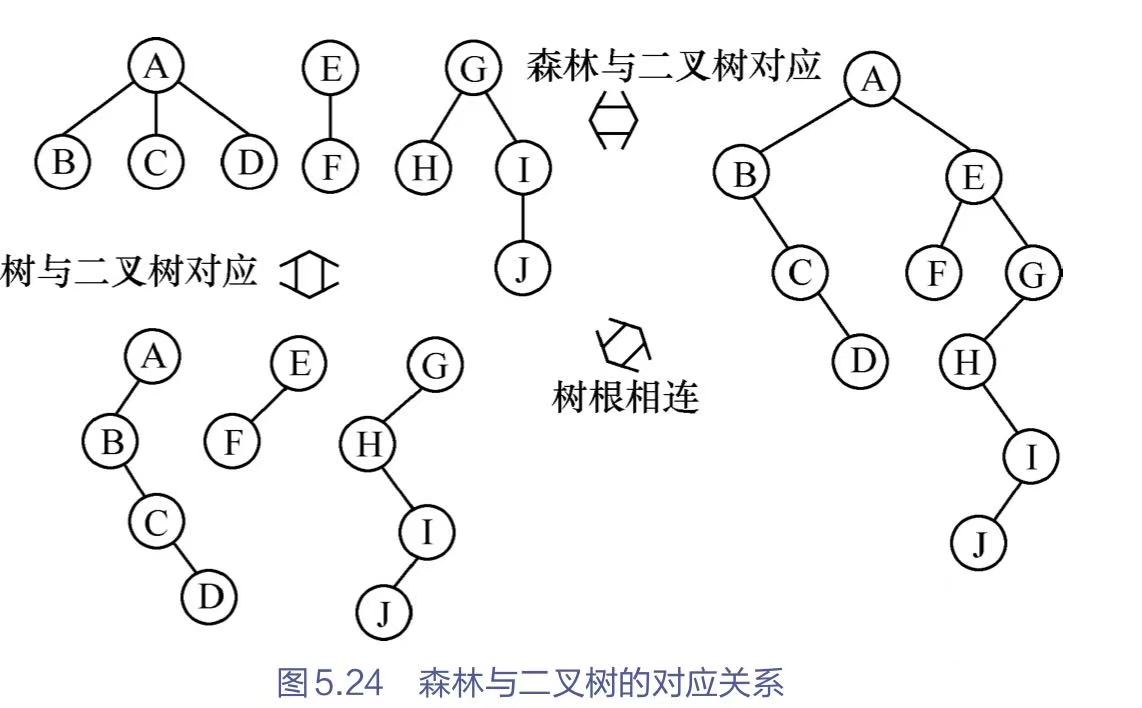 A E G 森林与二叉树对应 A
B C D F H I B E
J C F G
树与二叉树对应
A E G D H
树根相连
B F H I
C I J
D J
图5.24 森林与二叉树的对应关系